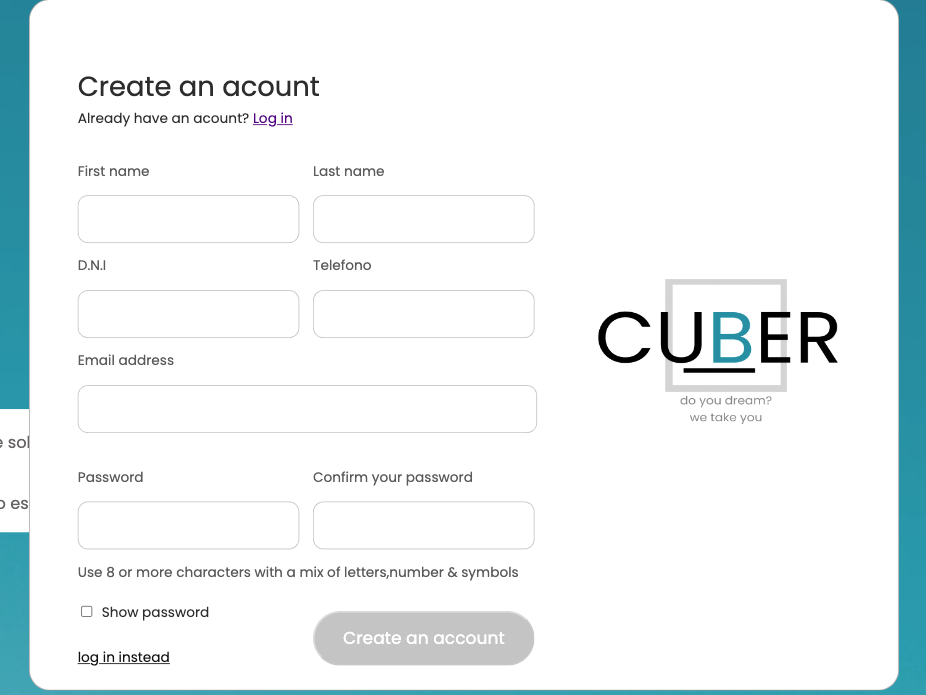 Create an acount
Already have an acount? Log in
First name
Last name
D.N.I
Telefono
Email address
Password
Confirm your password
Use 8 or more characters with a mix of letters,number & symbols
Show password
Create an account
log in instead
CUBER
do you dream?
we take you
es